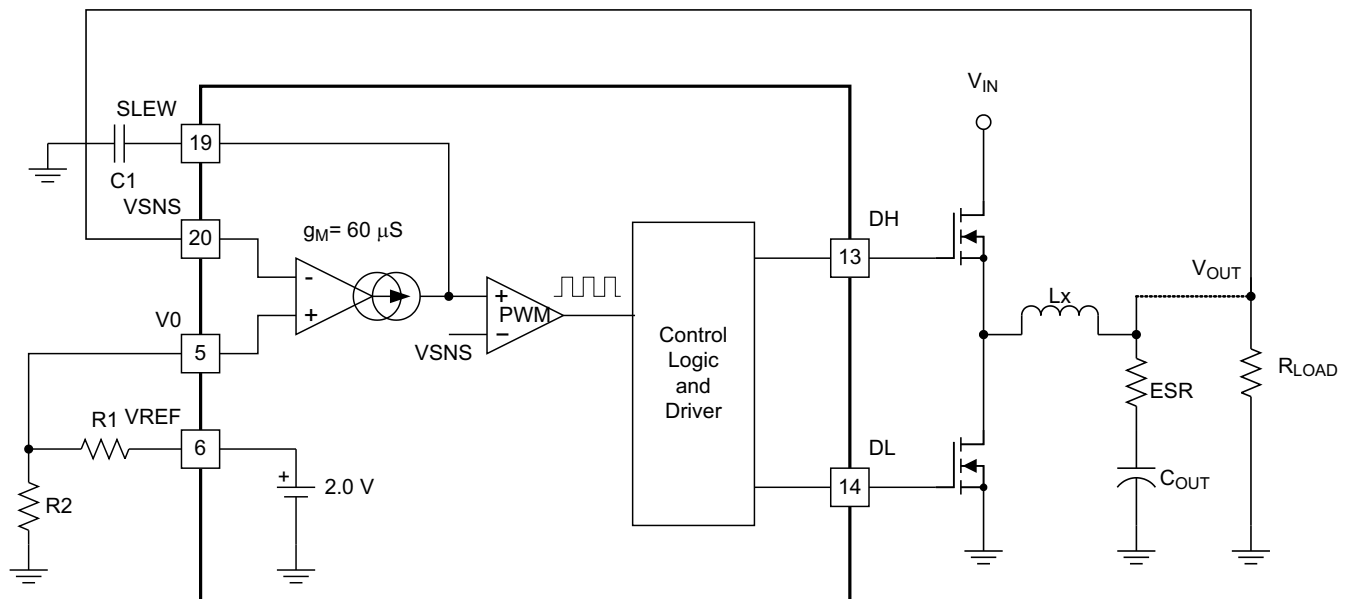 SLEW
19
C1
VSNS
20
gM= 60 µS
-
+
V0
5
R1
VREF
6
R2
+
2.0 V
+
PWM
−
VSNS
Control
Logic
and
Driver
DH
13
DL
14
VIN
Lx
VOUT
ESR
COUT
RLOAD